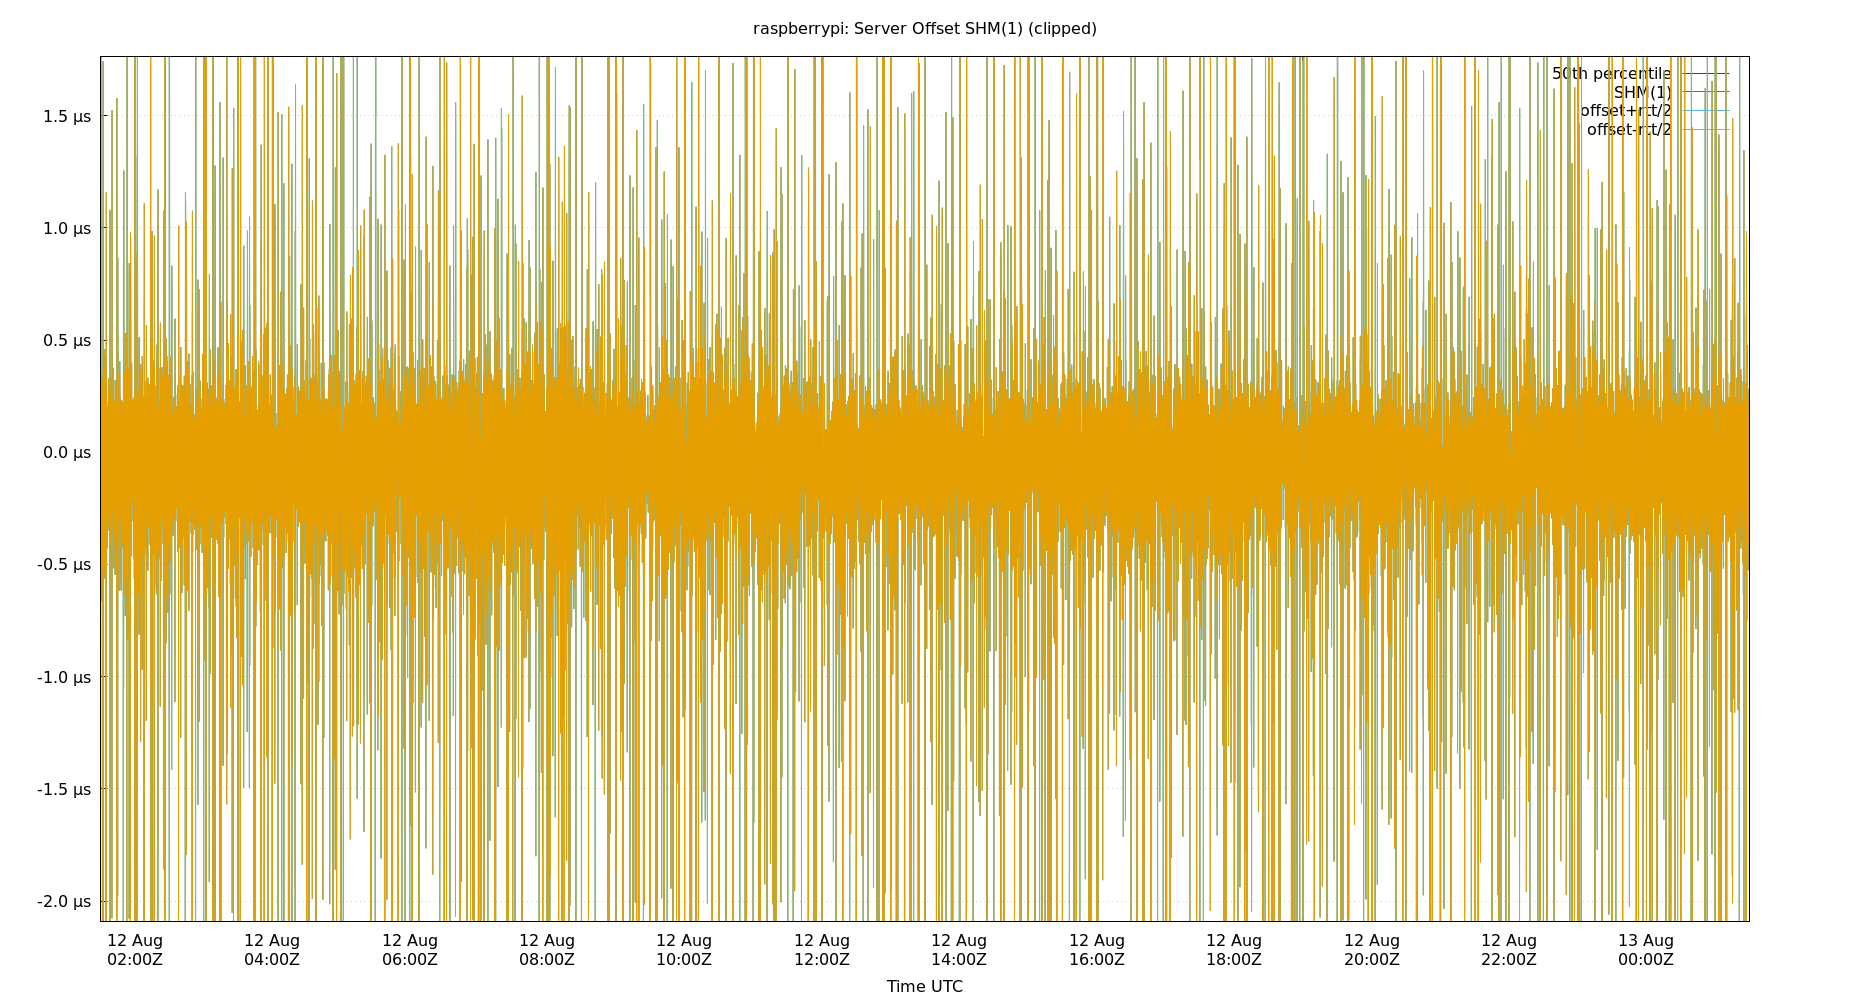 raspberrypi: Server Offset SHM(1) (clipped)
50th percentile
SHM(1)
offset+rtt/2
offset-rtt/2
1.5 µs
1.0 µs
0.5 µs
0.0 µs
-0.5 µs
-1.0 µs
-1.5 µs
-2.0 µs
12 Aug 12 Aug 12 Aug 12 Aug 12 Aug 12 Aug 12 Aug 12 Aug 12 Aug 12 Aug 12 Aug 13 Aug
02:00Z 04:00Z 06:00Z 08:00Z 10:00Z 12:00Z 14:00Z 16:00Z 18:00Z 20:00Z 22:00Z 00:00Z
Time UTC